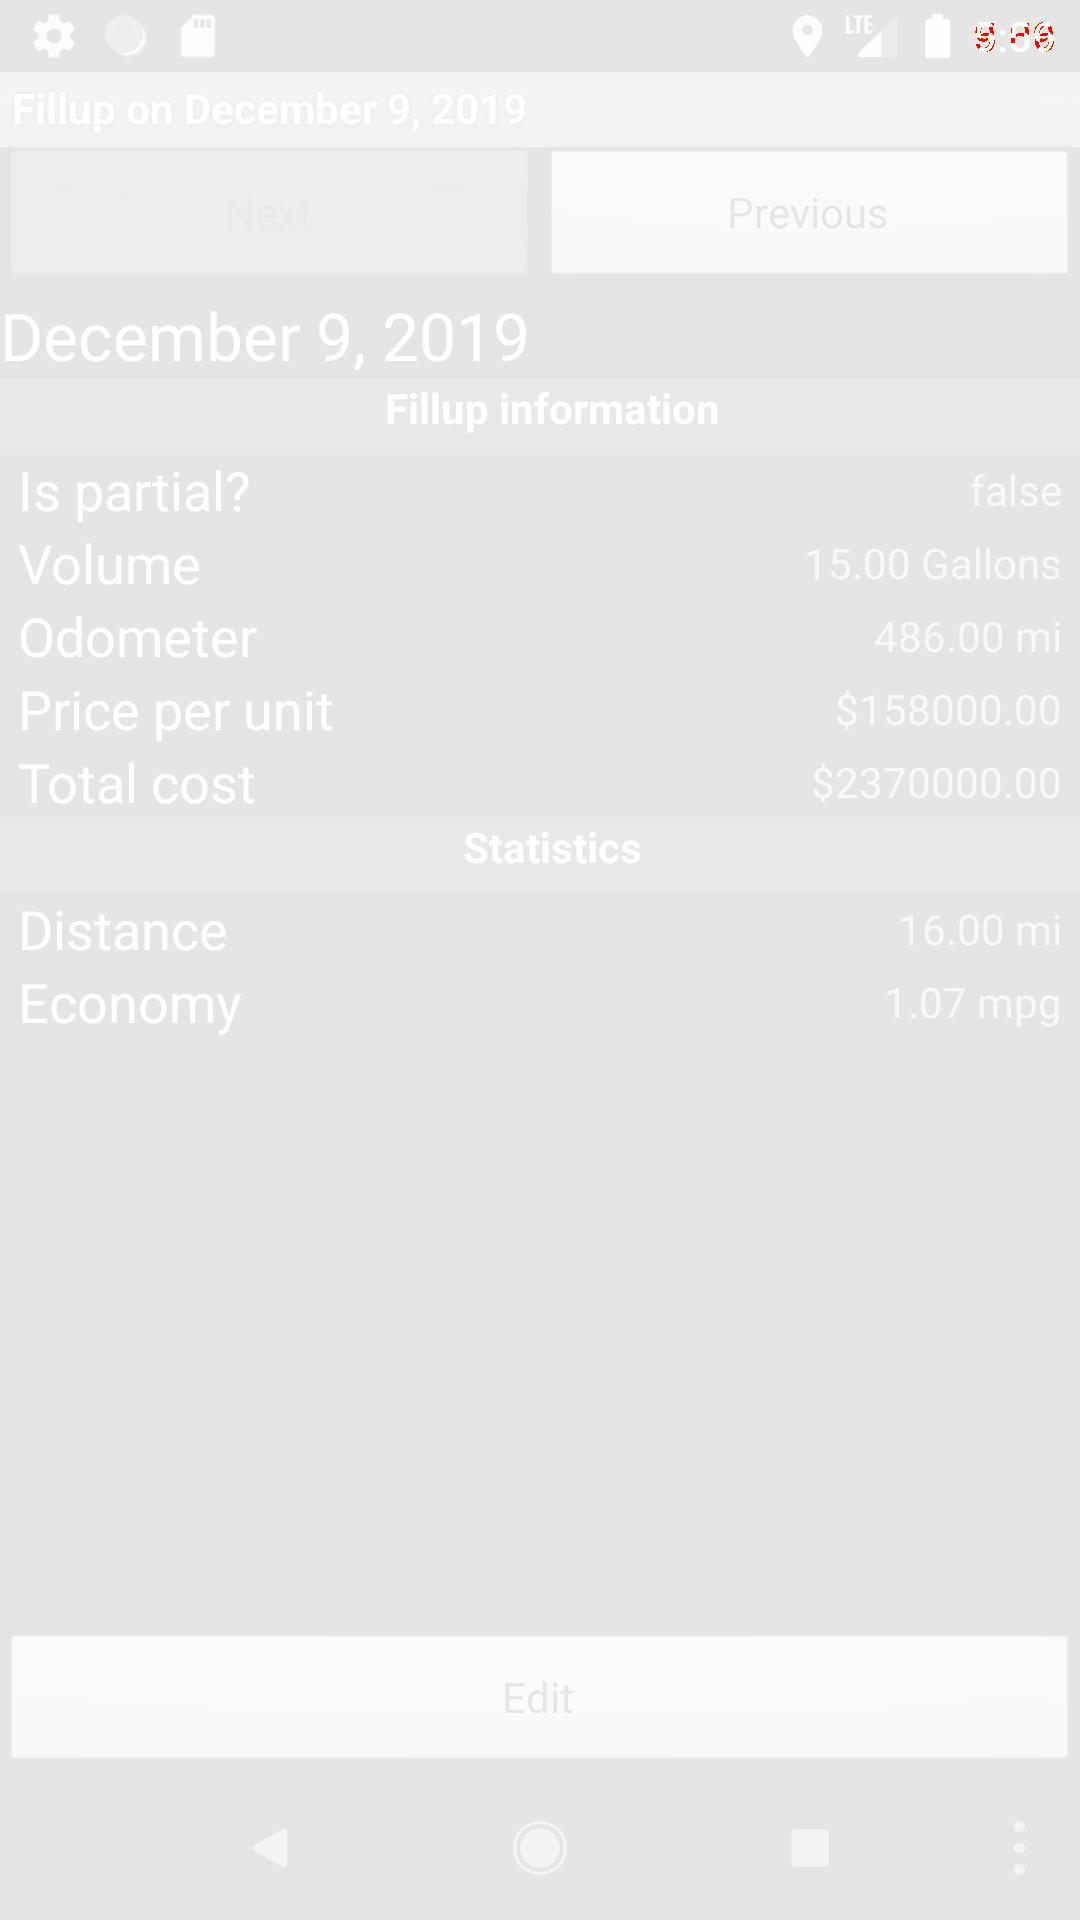 LTE
Fillup on December 9, 2019
Next
Previous
December 9, 2019
Fillup information
Is partial?
false
Volume
15.00 Gallons
Odometer
486.00 mi
Price per unit
$158000.00
Total cost
$2370000.00
Statistics
Distance
16.00 mi
Economy
1.07 mpg
Edit